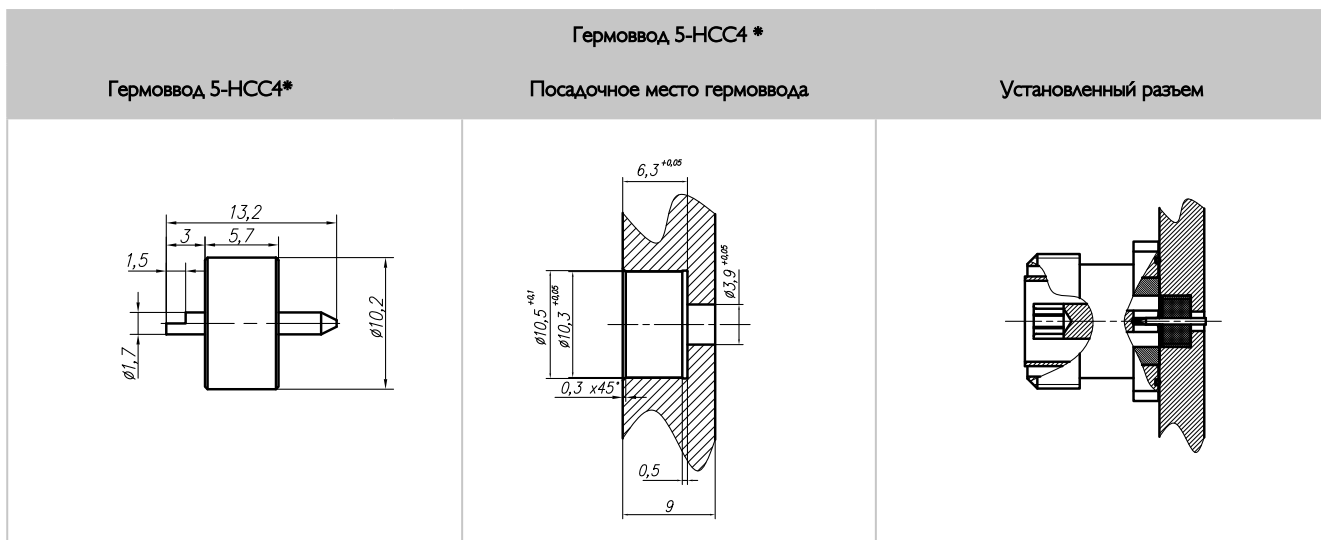 Гермоввод 5-НСС4 *
Гермоввод 5-НСС4*
Посадочное место гермоввода
Установленный разъем
13,2
3
5,7
1,5
ø1,7
ø10,2
6,3 +0,05
ø10,5 +0,1
ø10,3 +0,05
ø3,9 +0,05
0,3 x45°
0,5
9